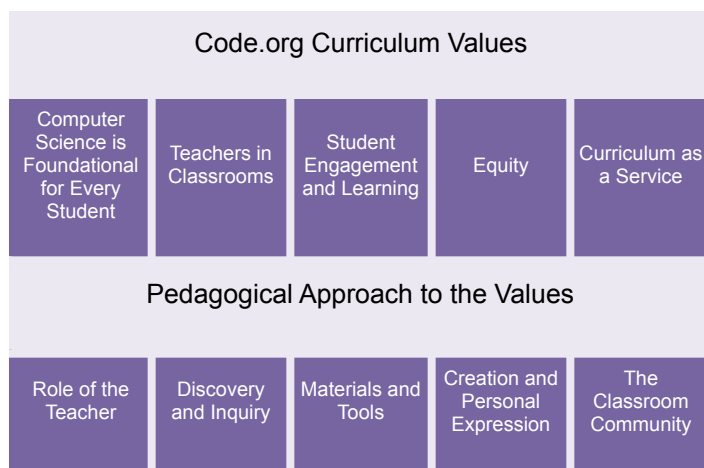 Code.org Curriculum Values
Computer
Science is
Foundational
for Every
Student
Teachers in
Classrooms
Student
Engagement
and Learning
Equity
Curriculum as
a Service
Pedagogical Approach to the Values
Role of the
Teacher
Discovery
and Inquiry
Materials and
Tools
Creation and
Personal
Expression
The
Classroom
Community